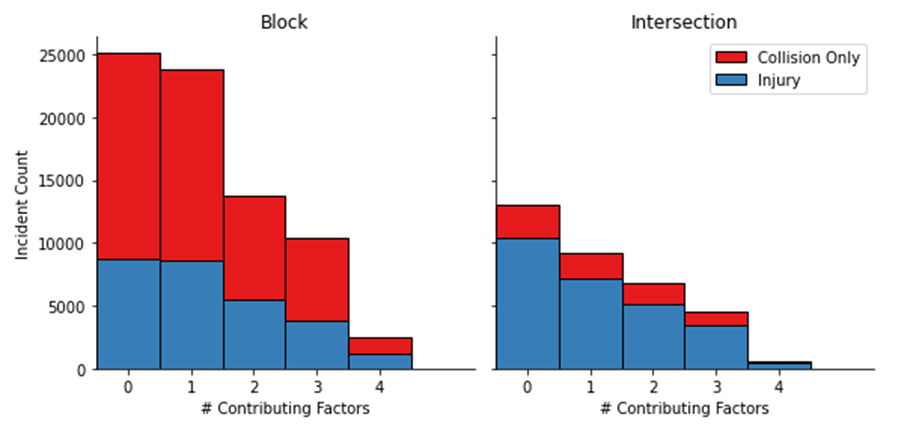 Block
Intersection
Collision Only
Injury
Incident Count
25000
20000
15000
10000
5000
0
0 1 2 3 4
0 1 2 3 4
# Contributing Factors
# Contributing Factors